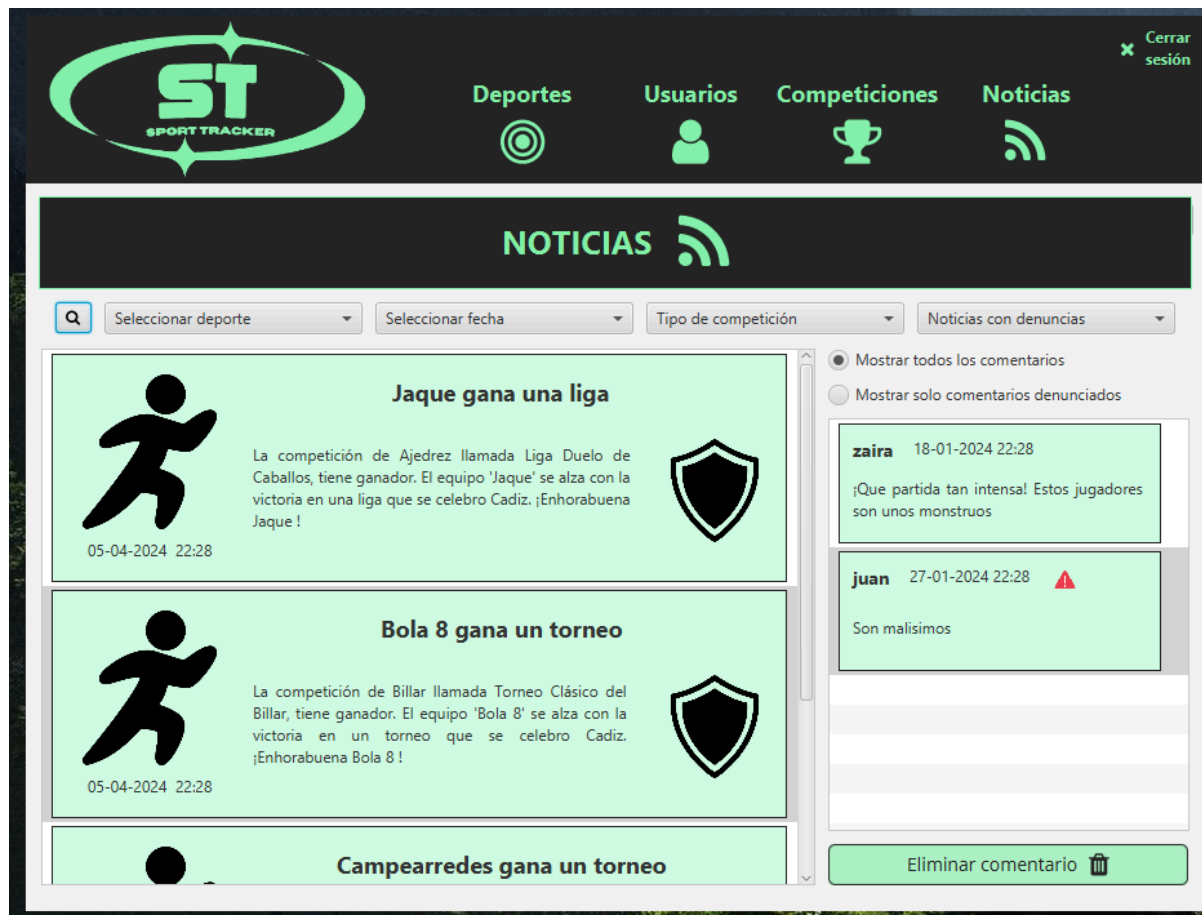 ST
SPORT TRACKER
Deportes
Usuarios
Competiciones
Noticias
Cerrar
sesión
NOTICIAS
Seleccionar deporte
Seleccionar fecha
Tipo de competición
Noticias con denuncias
Jaque gana una liga
La competición de Ajedrez llamada Liga Duelo de
Caballos, tiene ganador. El equipo 'Jaque' se alza con la
victoria en una liga que se celebro Cadiz. ¡Enhorabuena
Jaque !
05-04-2024 22:28
Bola 8 gana un torneo
La competición de Billar llamada Torneo Clásico del
Billar, tiene ganador. El equipo 'Bola 8' se alza con la
victoria en un torneo que se celebro Cadiz.
¡Enhorabuena Bola 8 !
05-04-2024 22:28
Campearredes gana un torneo
Mostrar todos los comentarios
Mostrar solo comentarios denunciados
zaira 18-01-2024 22:28
¡Que partida tan intensa! Estos jugadores
son unos monstruos
juan 27-01-2024 22:28
Son malisimos
Eliminar comentario